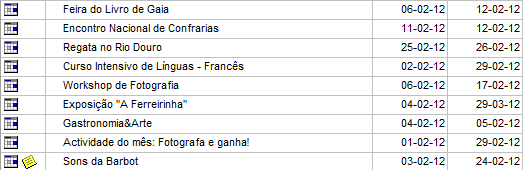 Feira do Livro de Gaia 06-02-12 12-02-12
Encontro Nacional de Confrarias 11-02-12 12-02-12
Regata no Rio Douro 25-02-12 26-02-12
Curso Intensivo de Línguas - Francês 02-02-12 29-02-12
Workshop de Fotografia 06-02-12 17-02-12
Exposição "A Ferreirinha" 04-02-12 29-03-12
Gastronomia&Arte 04-02-12 05-02-12
Actividade do mês: Fotografa e ganha! 01-02-12 29-02-12
Sons da Barbot 03-02-12 24-02-12